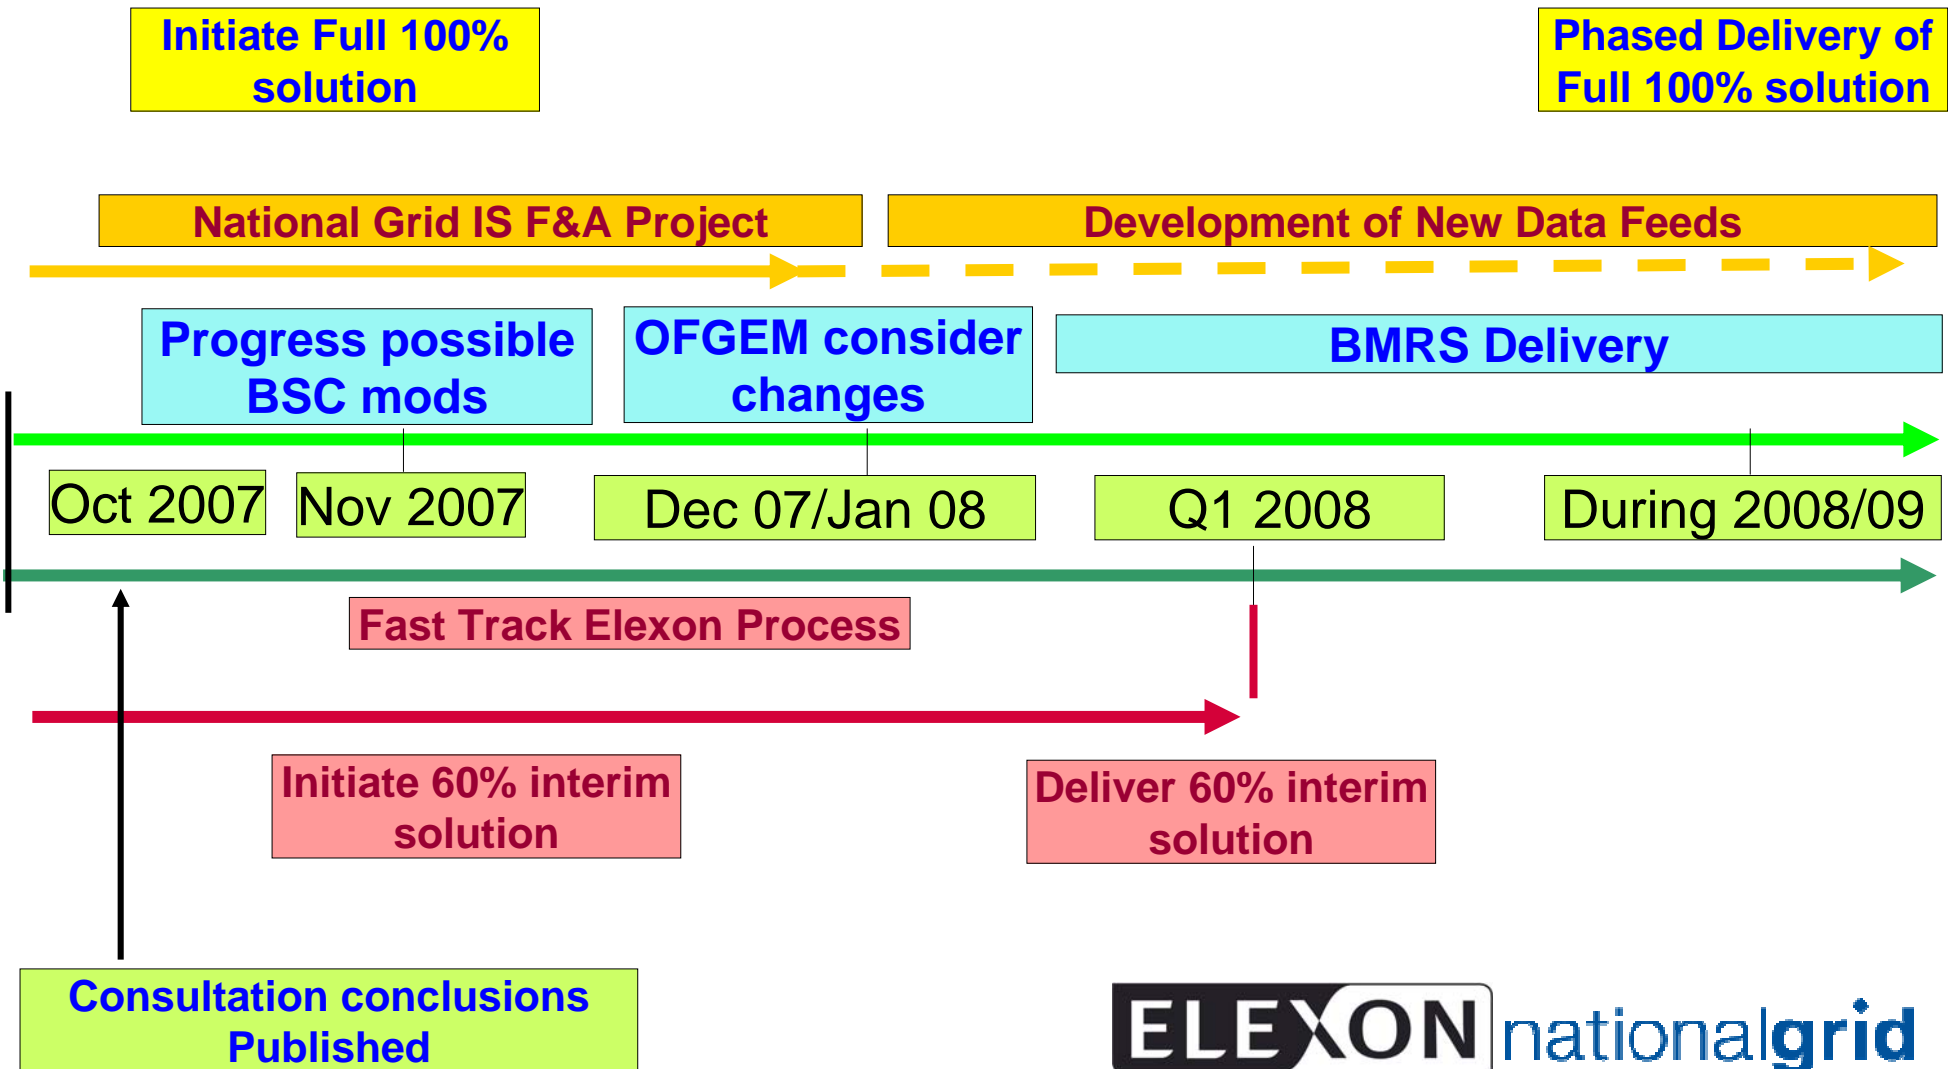 Initiate Full 100%
solution
Phased Delivery of
Full 100% solution
National Grid IS F&A Project
Development of New Data Feeds
Progress possible
BSC mods
OFGEM consider
changes
BMRS Delivery
Oct 2007
Nov 2007
Dec 07/Jan 08
Q1 2008
During 2008/09
Fast Track Elexon Process
Initiate 60% interim
solution
Deliver 60% interim
solution
Consultation conclusions
Published
ELEXON
nationalgrid